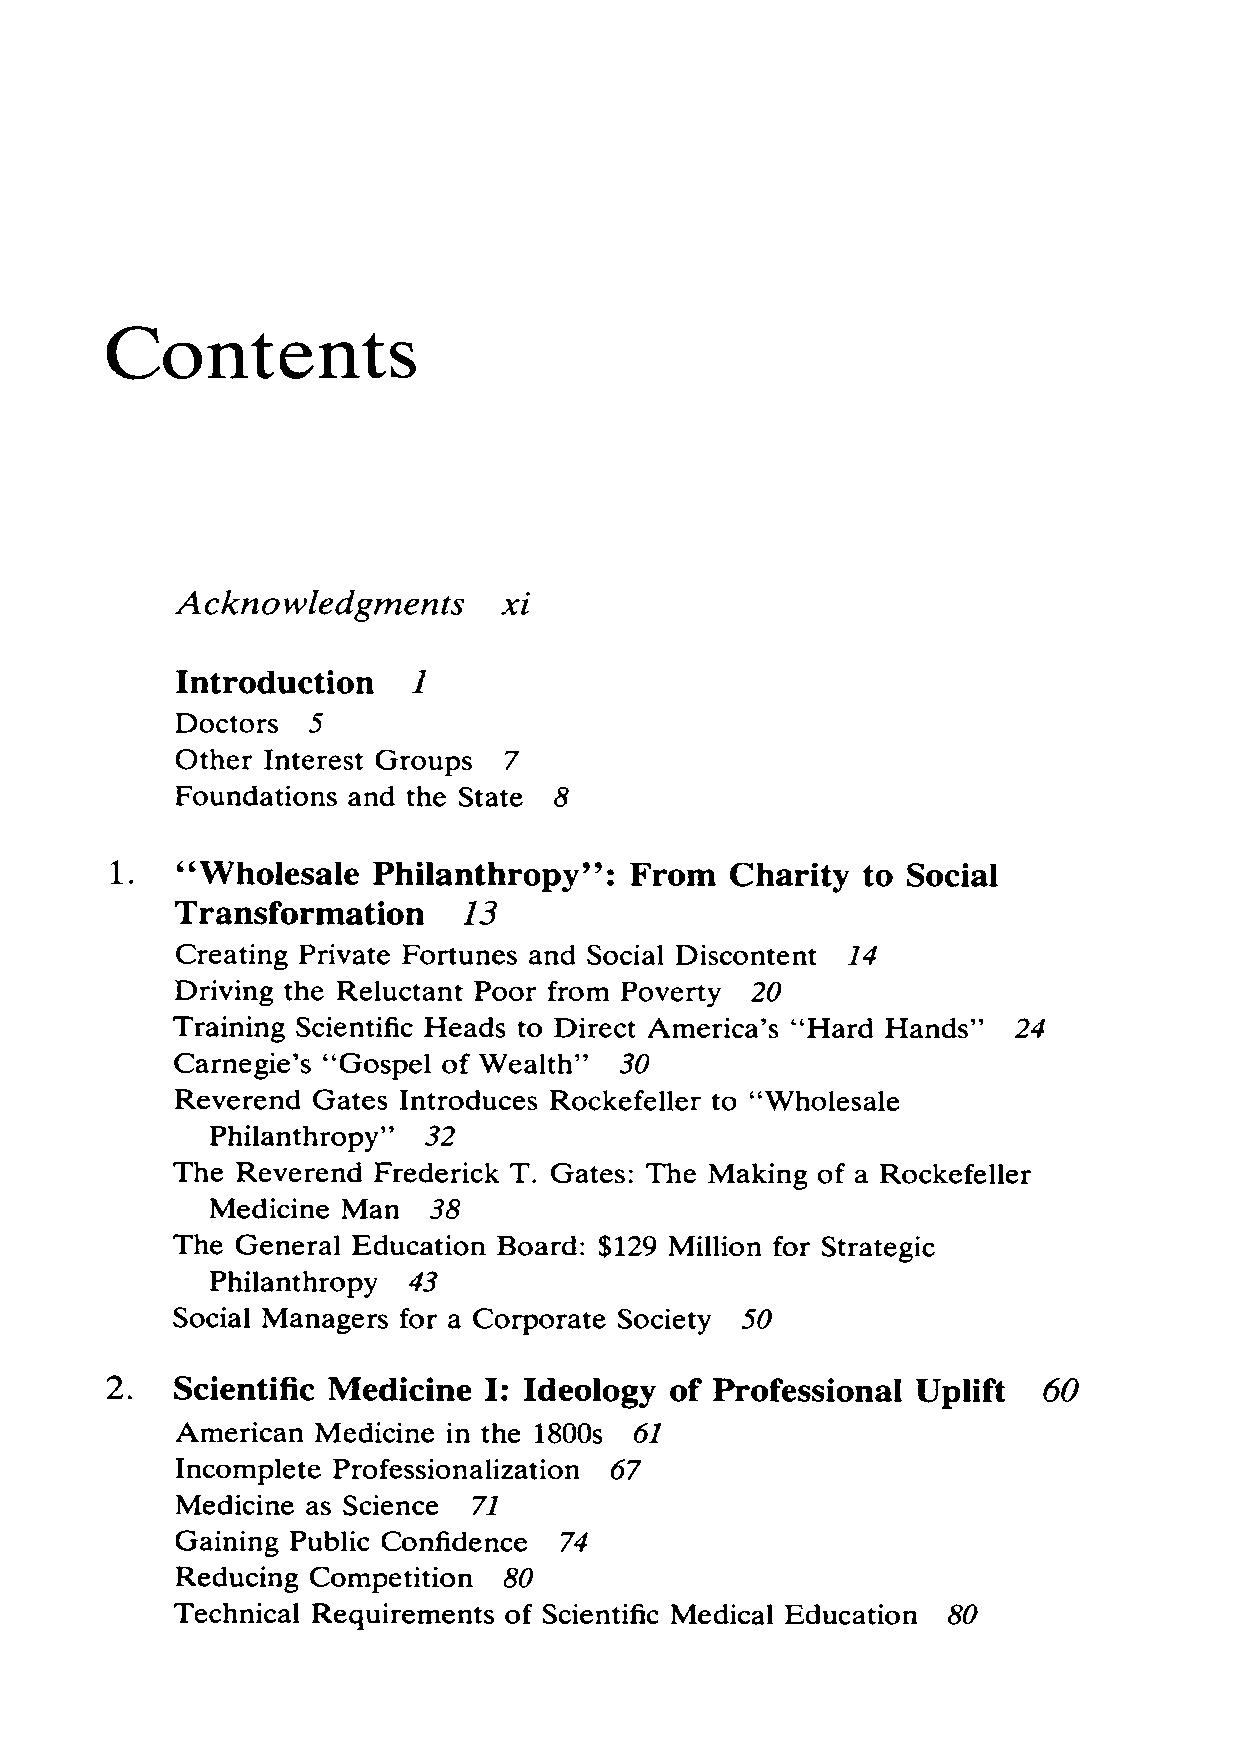 Contents
Acknowledgments xi
Introduction 1
Doctors 5
Other Interest Groups 7
Foundations and the State 8
1. “Wholesale Philanthropy”: From Charity to Social
Transformation 13
Creating Private Fortunes and Social Discontent 14
Driving the Reluctant Poor from Poverty 20
Training Scientific Heads to Direct America’s “Hard Hands” 24
Carnegie’s “Gospel of Wealth” 30
Reverend Gates Introduces Rockefeller to “Wholesale
Philanthropy” 32
The Reverend Frederick T. Gates: The Making of a Rockefeller
Medicine Man 38
The General Education Board: $129 Million for Strategic
Philanthropy 43
Social Managers for a Corporate Society 50
2. Scientific Medicine I: Ideology of Professional Uplift 60
American Medicine in the 1800s 61
Incomplete Professionalization 67
Medicine as Science 71
Gaining Public Confidence 74
Reducing Competition 80
Technical Requirements of Scientific Medical Education 80